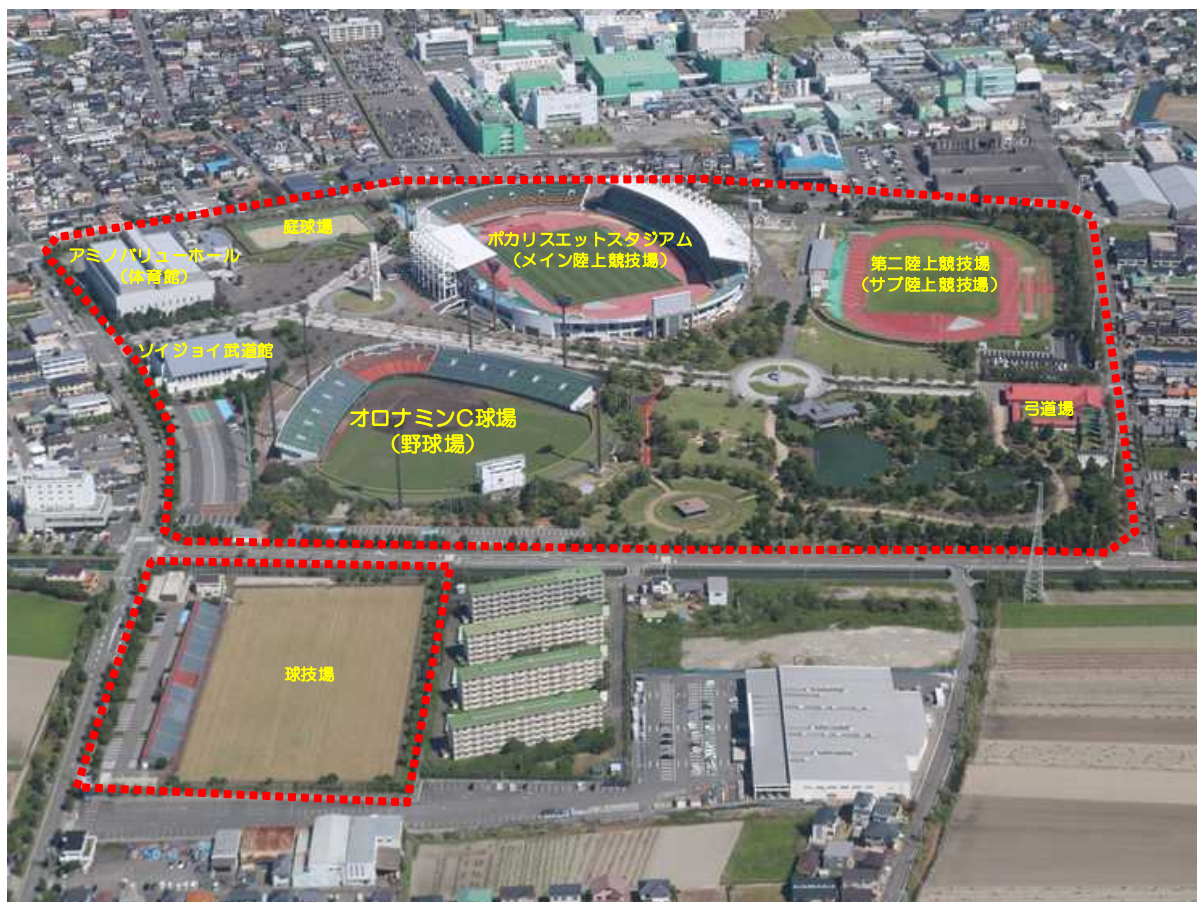 庭球場
アミノバリューホール
（体育館）
ポカリスエットスタジアム
（メイン陸上競技場）
第二陸上競技場
（サブ陸上競技場）
ソイジョイ武道館
オロナミンC球場
（野球場）
弓道場
球技場